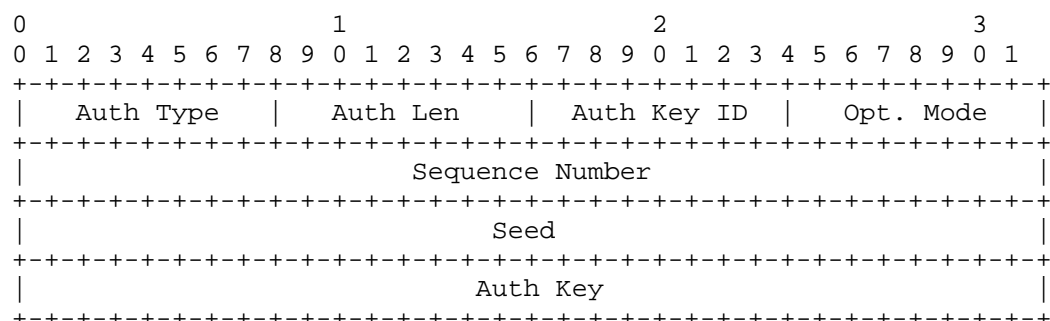 0                   1                   2                   3
0 1 2 3 4 5 6 7 8 9 0 1 2 3 4 5 6 7 8 9 0 1 2 3 4 5 6 7 8 9 0 1
+-+-+-+-+-+-+-+-+-+-+-+-+-+-+-+-+-+-+-+-+-+-+-+-+-+-+-+-+-+-+-+-+
|   Auth Type   |   Auth Len    |  Auth Key ID  |   Opt. Mode   |
+-+-+-+-+-+-+-+-+-+-+-+-+-+-+-+-+-+-+-+-+-+-+-+-+-+-+-+-+-+-+-+-+
|                        Sequence Number                        |
+-+-+-+-+-+-+-+-+-+-+-+-+-+-+-+-+-+-+-+-+-+-+-+-+-+-+-+-+-+-+-+-+
|                             Seed                              |
+-+-+-+-+-+-+-+-+-+-+-+-+-+-+-+-+-+-+-+-+-+-+-+-+-+-+-+-+-+-+-+-+
|                            Auth Key                           |
+-+-+-+-+-+-+-+-+-+-+-+-+-+-+-+-+-+-+-+-+-+-+-+-+-+-+-+-+-+-+-+-+